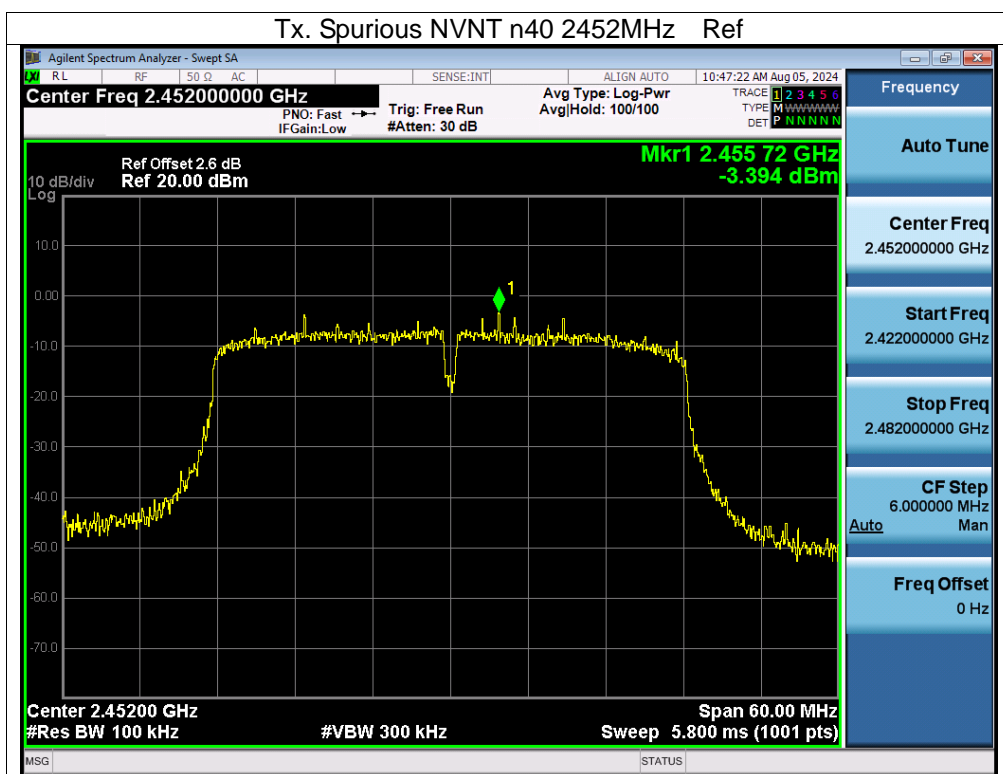 Tx. Spurious NVNT n40 2452MHz Ref
Agilent Spectrum Analyzer - Swept SA
LXI RL RF 50 Ω AC SENSE:INT ALIGN AUTO 10:47:22 AM Aug 05, 2024
Center Freq 2.452000000 GHz
PNO: Fast
IFGain:Low
Trig: Free Run
#Atten: 30 dB
Avg Type: Log-Pwr
Avg|Hold: 100/100
TRACE 1 2 3 4 5 6
TYPE M WWWWW
DET P N N N N N
Mkr1 2.455 72 GHz
-3.394 dBm
Ref Offset 2.6 dB
10 dB/div Ref 20.00 dBm
Log
1
10.0
0.00
-10.0
-20.0
-30.0
-40.0
-50.0
-60.0
-70.0
Center 2.45200 GHz Span 60.00 MHz
#Res BW 100 kHz #VBW 300 kHz Sweep 5.800 ms (1001 pts)
MSG STATUS
Frequency
Auto Tune
Center Freq
2.452000000 GHz
Start Freq
2.422000000 GHz
Stop Freq
2.482000000 GHz
CF Step
6.000000 MHz
Auto Man
Freq Offset
0 Hz